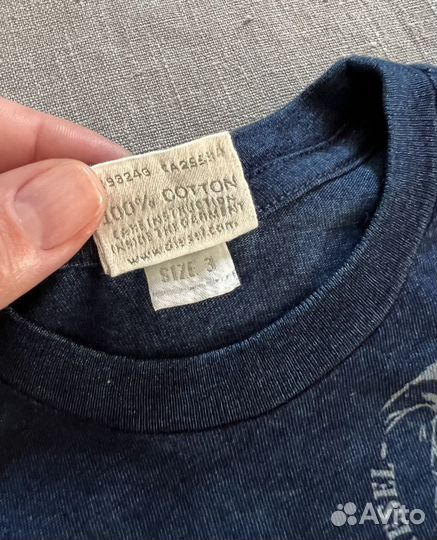 100% COTTON
CARE INSTRUCTION
INSIDE THE GARMENT
www.diesel.com
SIZE 3
Avito